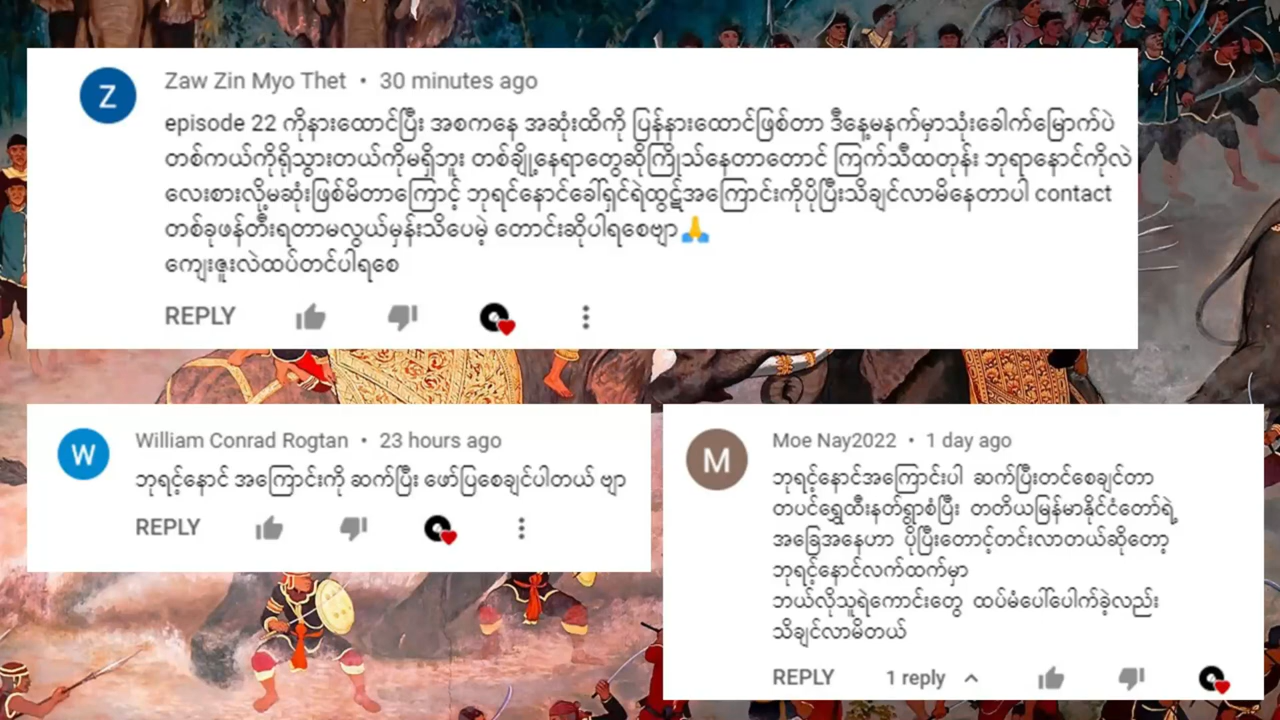 Zaw Zin Myo Thet • 30 minutes ago
episode 22 ကိုနားထောင်ပြီး အစကနေ အဆုံးထိကို ပြန်နားထောင်ဖြစ်တာ ဒီနေ့မနက်မှာသုံးခေါက်မြောက်ပဲ
တစ်ကယ်ကိုရိုသွားတယ်ကိုမရှိဘူး တစ်ချို့နေရာတွေဆိုကြိုသ်နေတာတောင် ကြက်သီထတုန်း ဘုရာနောင်ကိုလဲ
လေးစားလို့မဆုံးဖြစ်မိတာကြောင့် ဘုရင်နောင်ခေါ်ရှင်ရဲထွဋ်အကြောင်းကိုပိုပြီးသိချင်လာမိနေတာပါ contact
တစ်ခုဖန်တီးရတာမလွယ်မှန်းသိပေမဲ့ တောင်းဆိုပါရစေဗျာ🙏
ကျေးဇူးလဲထပ်တင်ပါရစေ
REPLY
William Conrad Rogtan • 23 hours ago
ဘုရင့်နောင် အကြောင်းကို ဆက်ပြီး ဖော်ပြစေချင်ပါတယ် ဗျာ
REPLY
Moe Nay2022 • 1 day ago
ဘုရင့်နောင်အကြောင်းပါ ဆက်ပြီးတင်စေချင်တာ
တပင်ရွှေထီးနတ်ရွာစံပြီး တတိယမြန်မာနိုင်ငံတော်ရဲ့
အခြေအနေဟာ ပိုပြီးတောင့်တင်းလာတယ်ဆိုတော့
ဘုရင့်နောင်လက်ထက်မှာ
ဘယ်လိုသူရဲကောင်းတွေ ထပ်မံပေါ်ပေါက်ခဲ့လည်း
သိချင်လာမိတယ်
REPLY 1 reply
Z
W
M